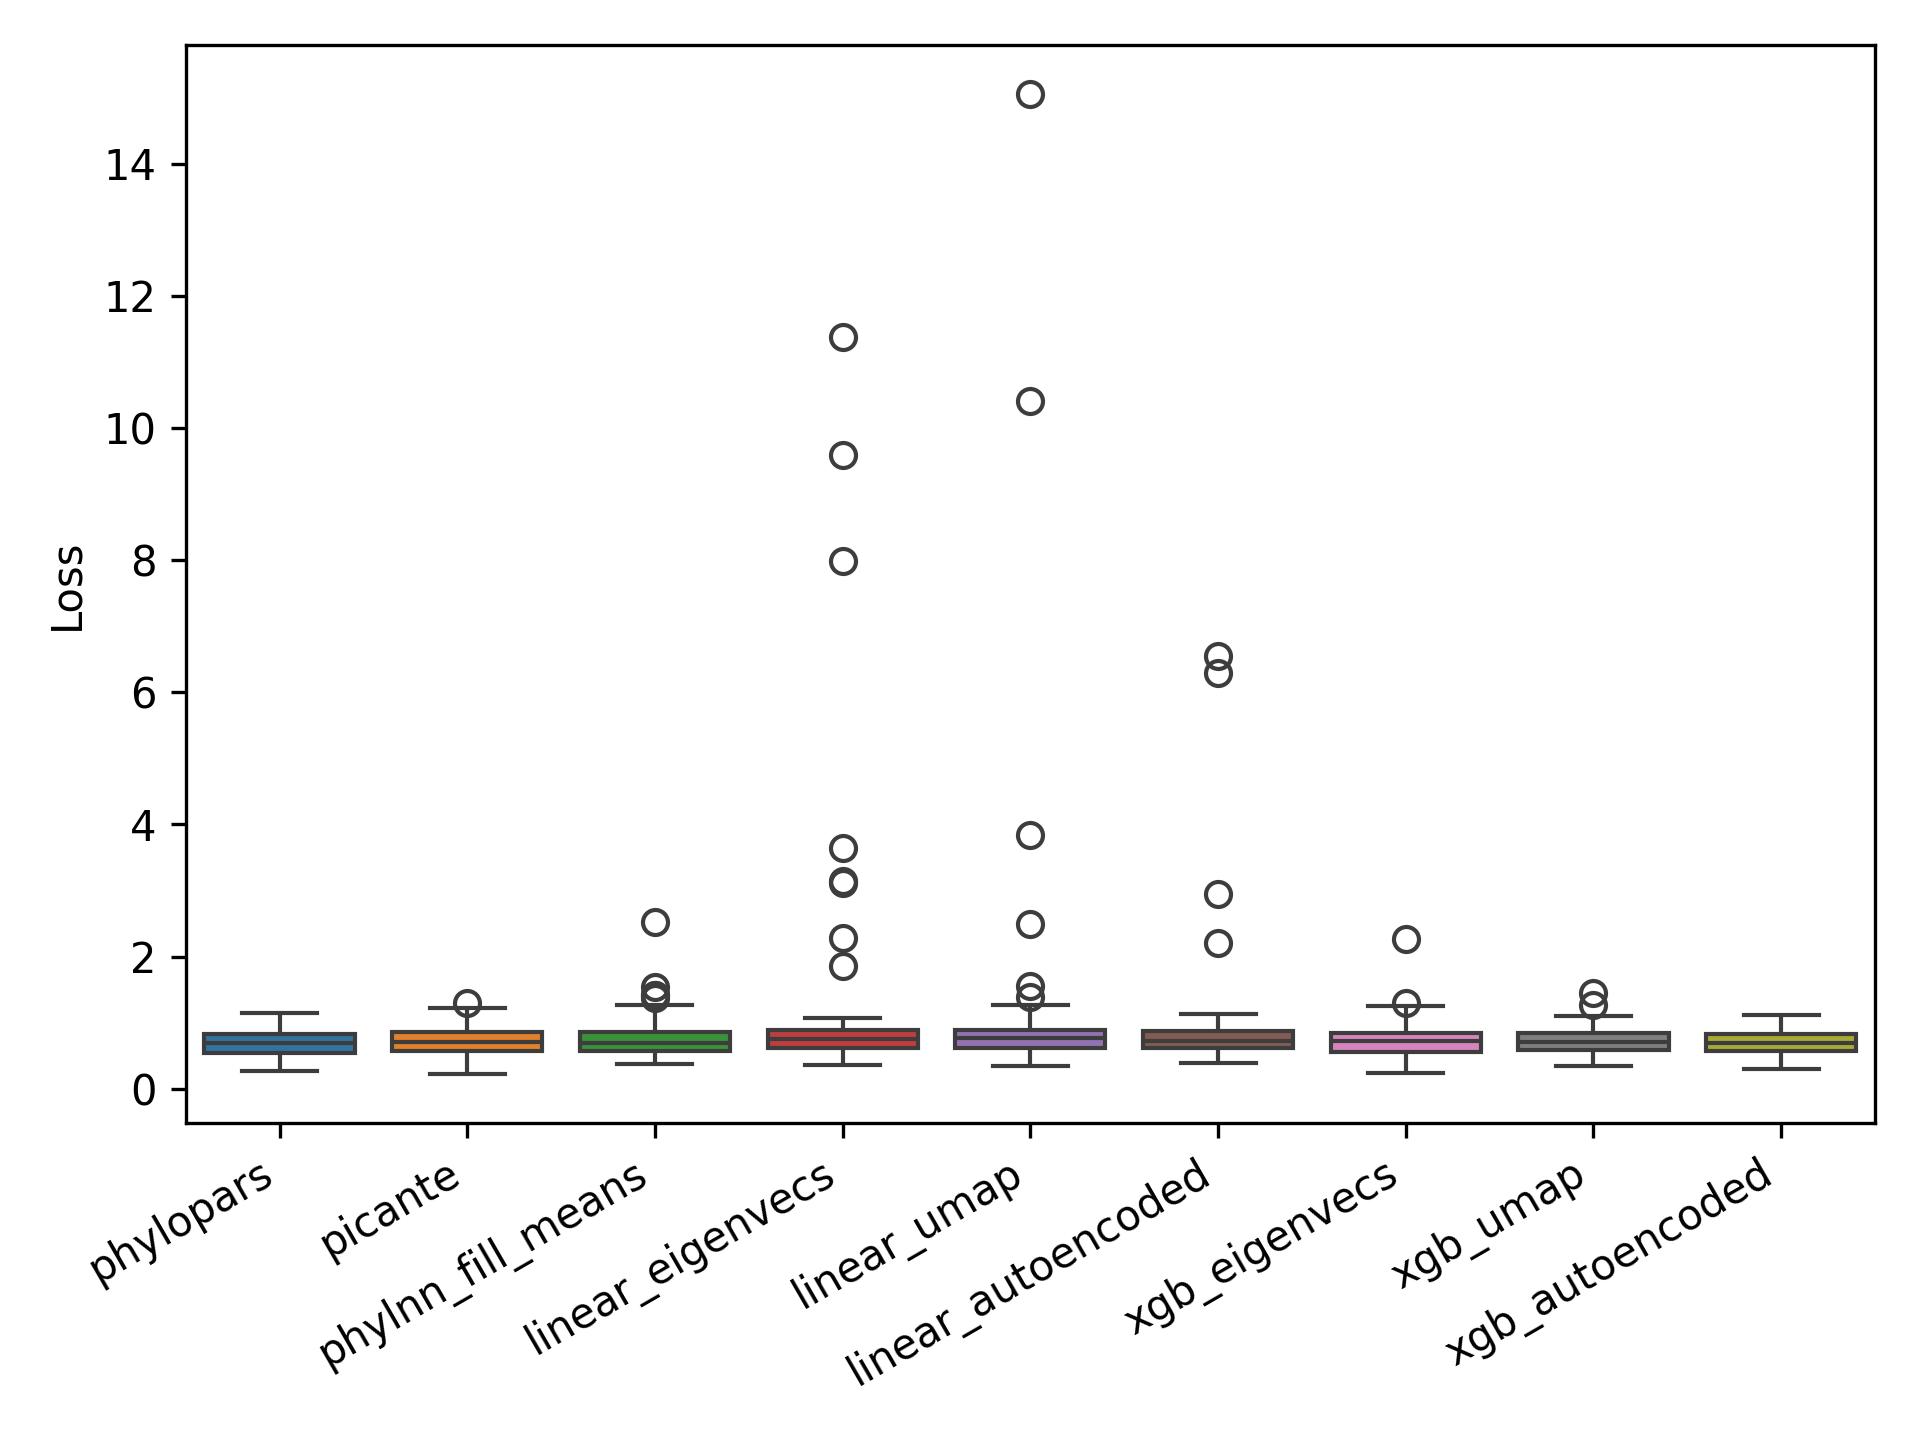 14
12
10
8
6
4
2
0
Loss
phylopars
picante
phylnn_fill_means
linear_eigenvecs
linear_umap
linear_autoencoded
xgb_eigenvecs
xgb_umap
xgb_autoencoded